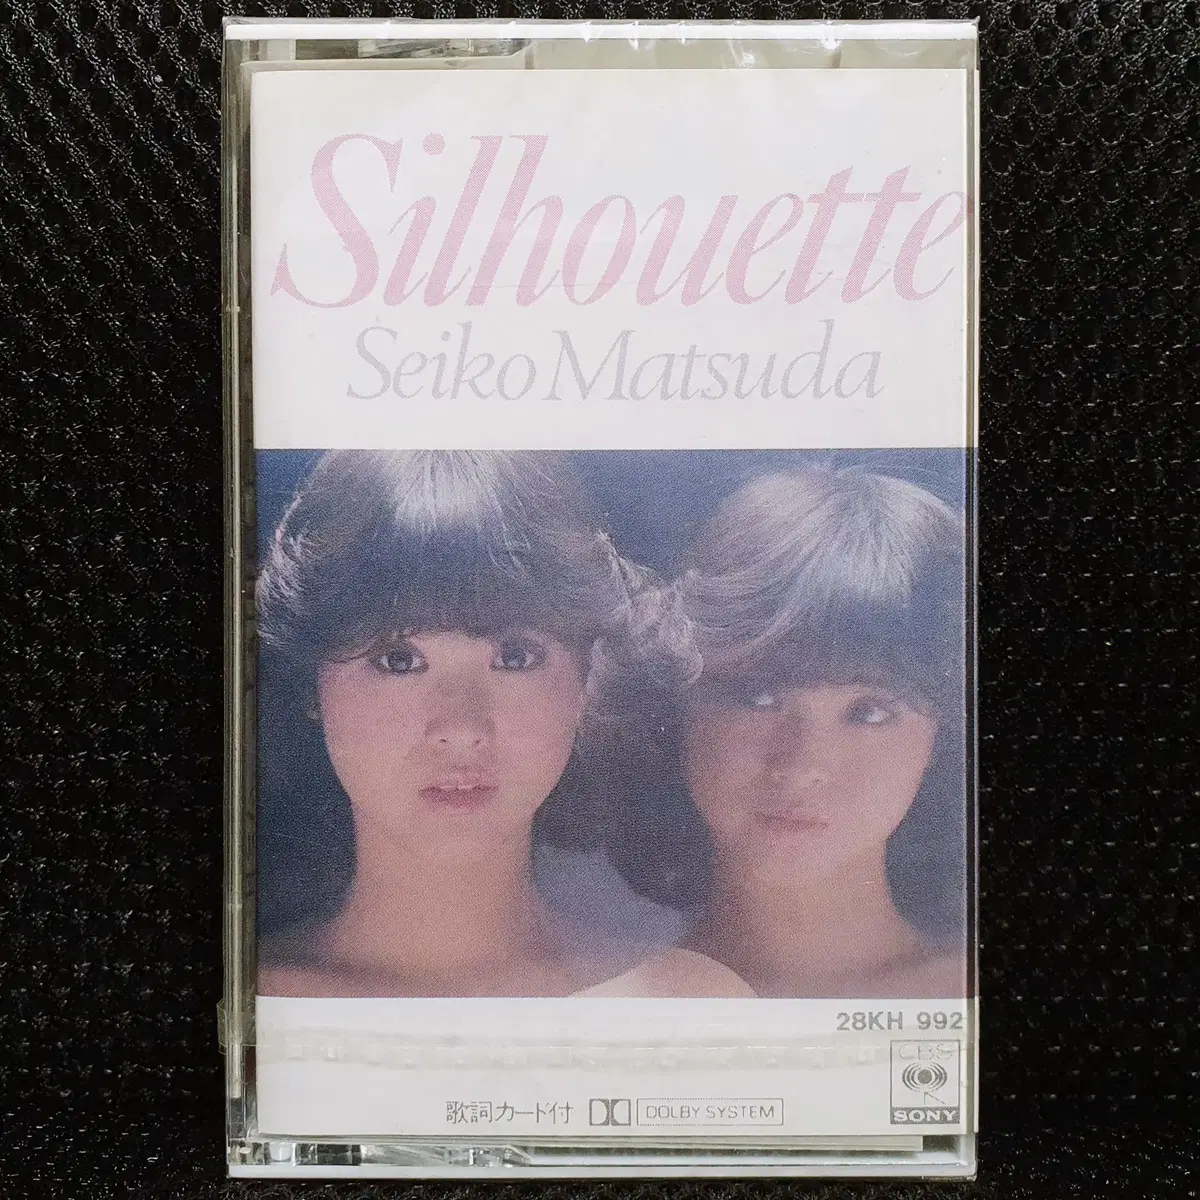 Silhouette
Seiko Matsuda
28KH 992
CBS
SONY
歌詞カード付
DOLBY SYSTEM